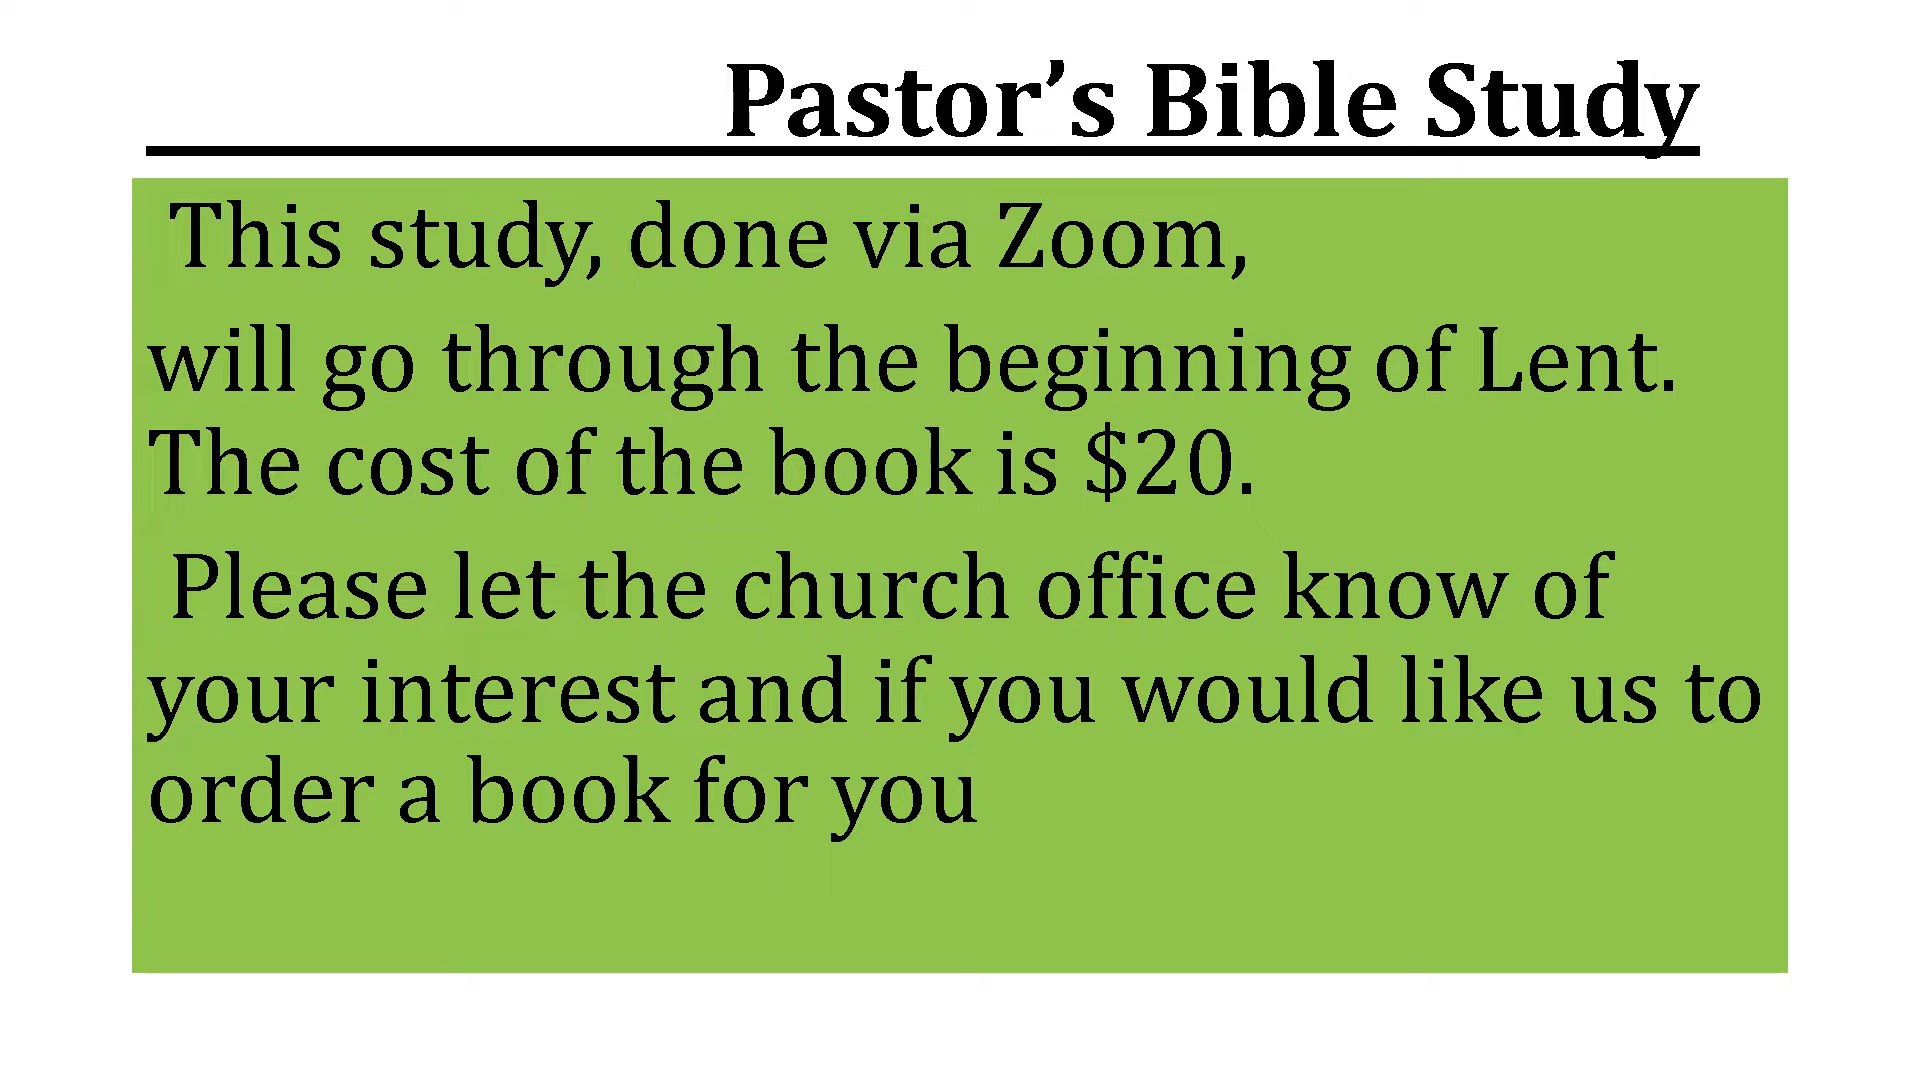 Pastor’s Bible Study
This study, done via Zoom,
will go through the beginning of Lent.
The cost of the book is $20.
Please let the church office know of
your interest and if you would like us to
order a book for you